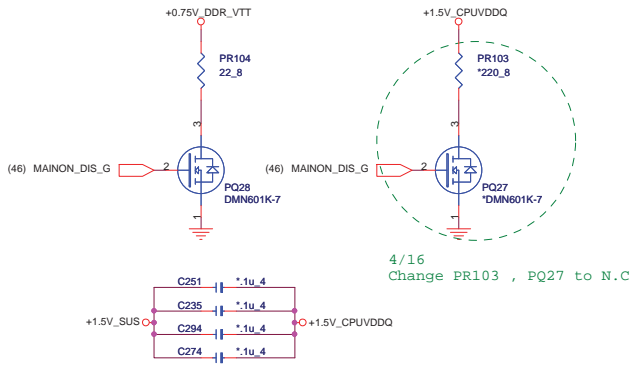 +0.75V_DDR_VTT
PR104
22_8
3
(46) MAINON_DIS_G
2
PQ28
DMN601K-7
1
+1.5V_CPUVDDQ
PR103
*220_8
3
(46) MAINON_DIS_G
2
PQ27
*DMN601K-7
1
4/16
Change PR103 , PQ27 to N.C
C251 *.1u_4
C235 *.1u_4
+1.5V_SUS +1.5V_CPUVDDQ
C294 *.1u_4
C274 *.1u_4